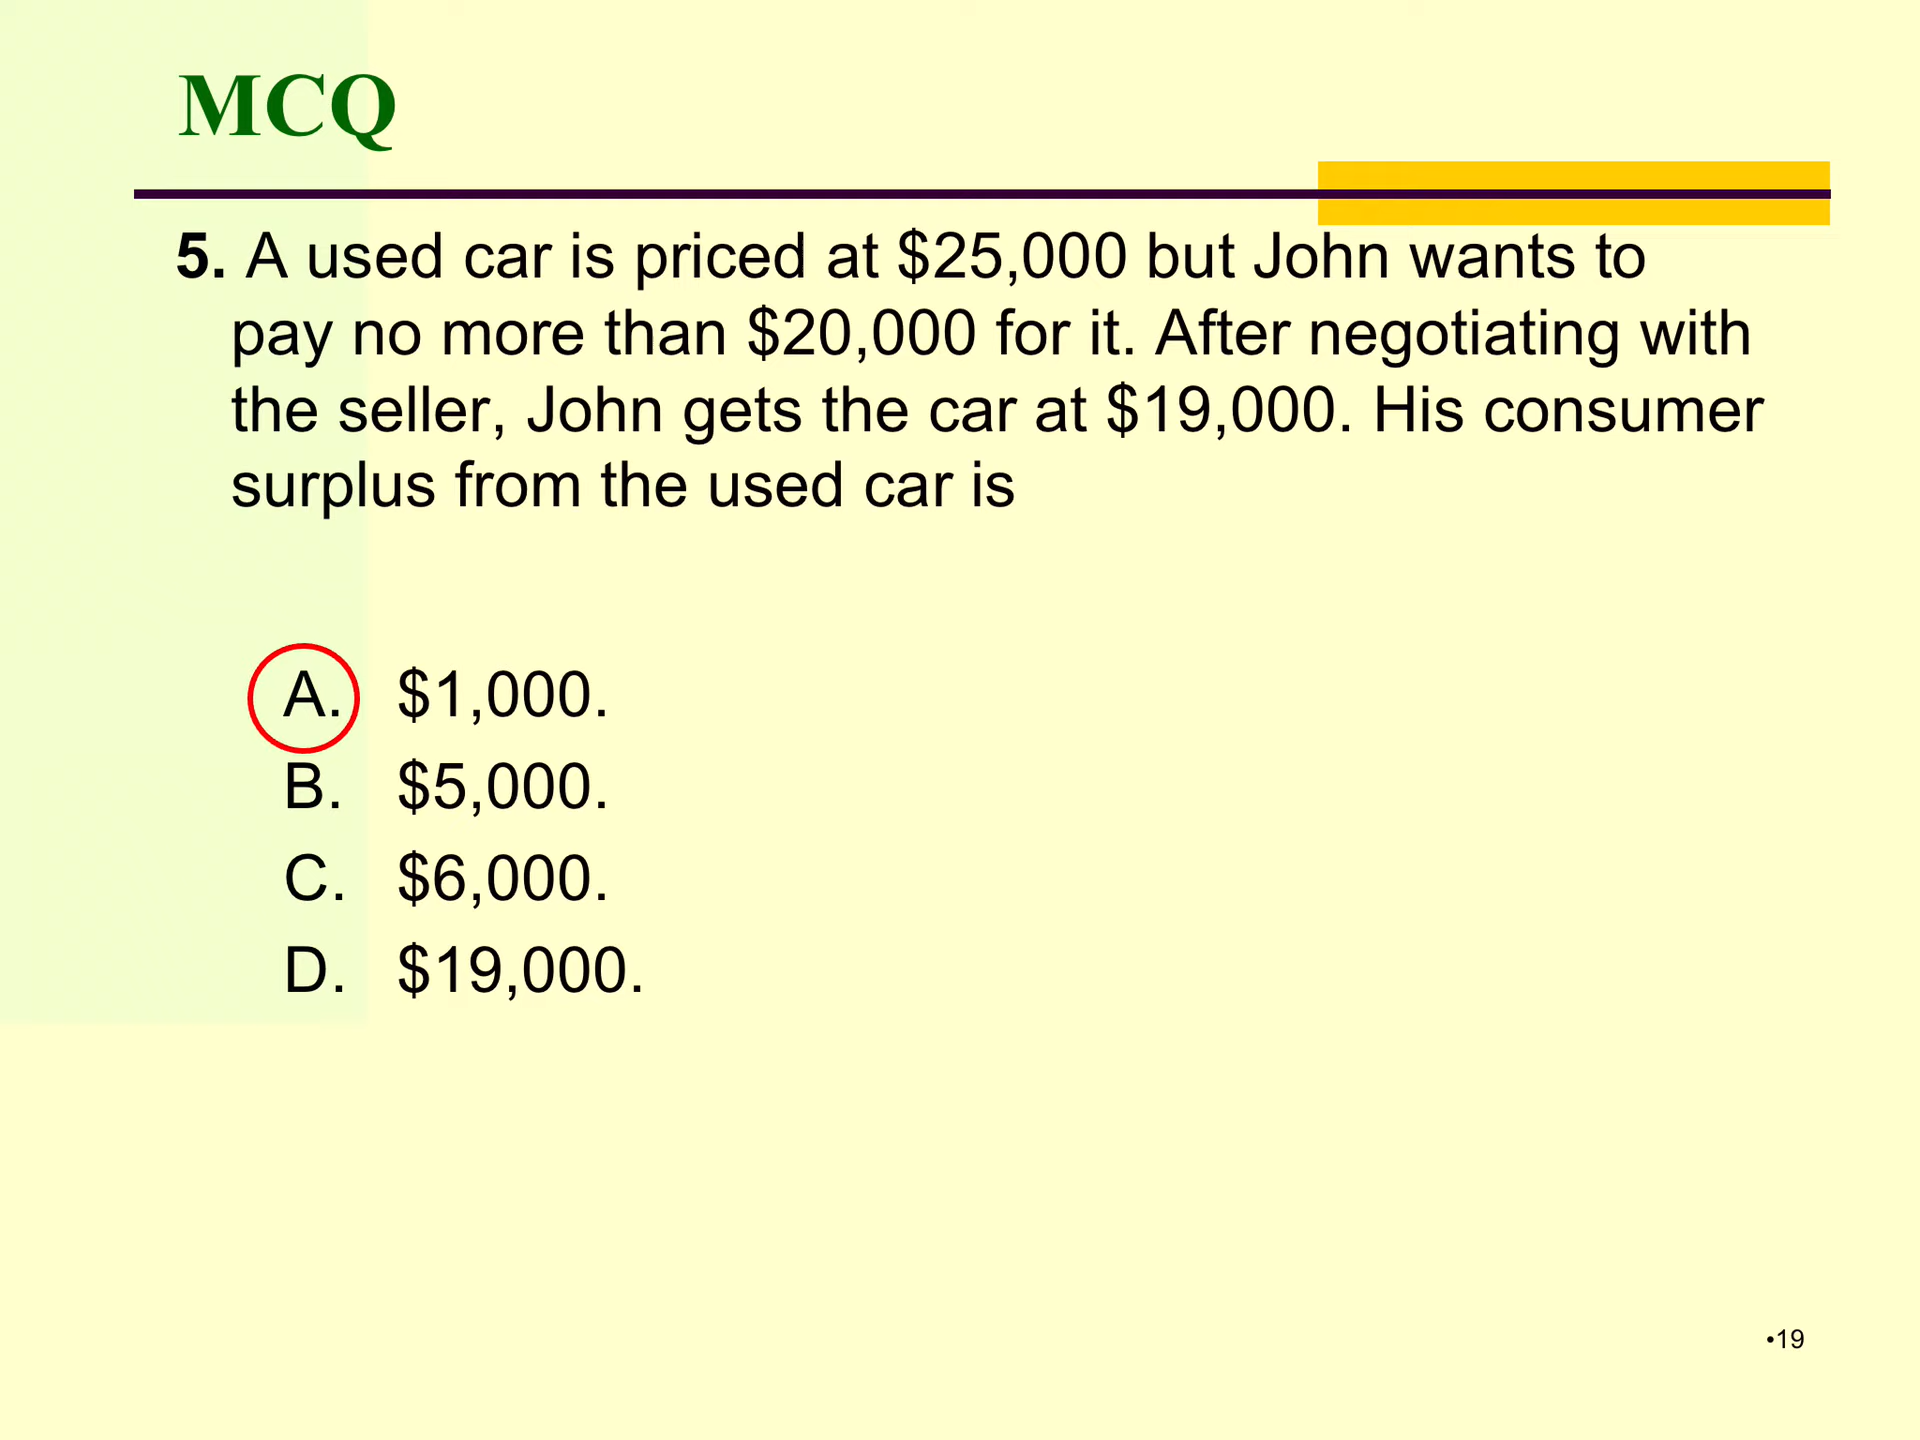 MCQ
5. A used car is priced at $25,000 but John wants to
pay no more than $20,000 for it. After negotiating with
the seller, John gets the car at $19,000. His consumer
surplus from the used car is
A. $1,000.
B. $5,000.
C. $6,000.
D. $19,000.
•19